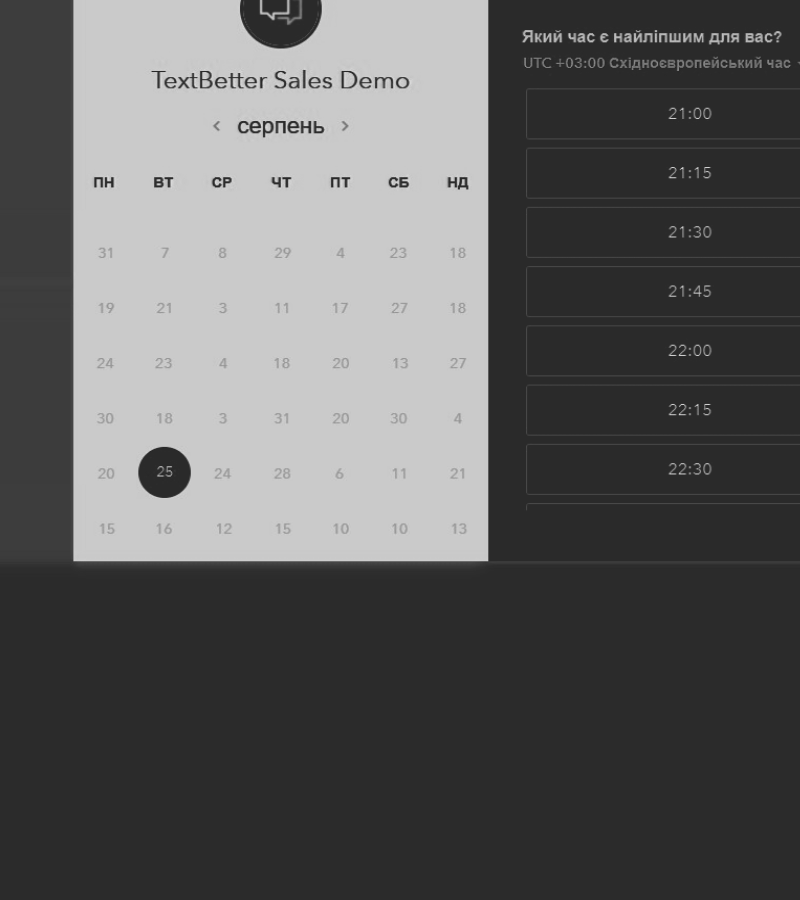 TextBetter Sales Demo
серпень
ПН ВТ СР ЧТ ПТ СБ НД
31 7 8 29 4 23 18
19 21 3 11 17 27 18
24 23 4 18 20 13 27
30 18 3 31 20 30 4
20 25 24 28 6 11 21
15 16 12 15 10 10 13
Який час є найліпшим для вас?
UTC +03:00 Східноєвропейський час
21:00
21:15
21:30
21:45
22:00
22:15
22:30